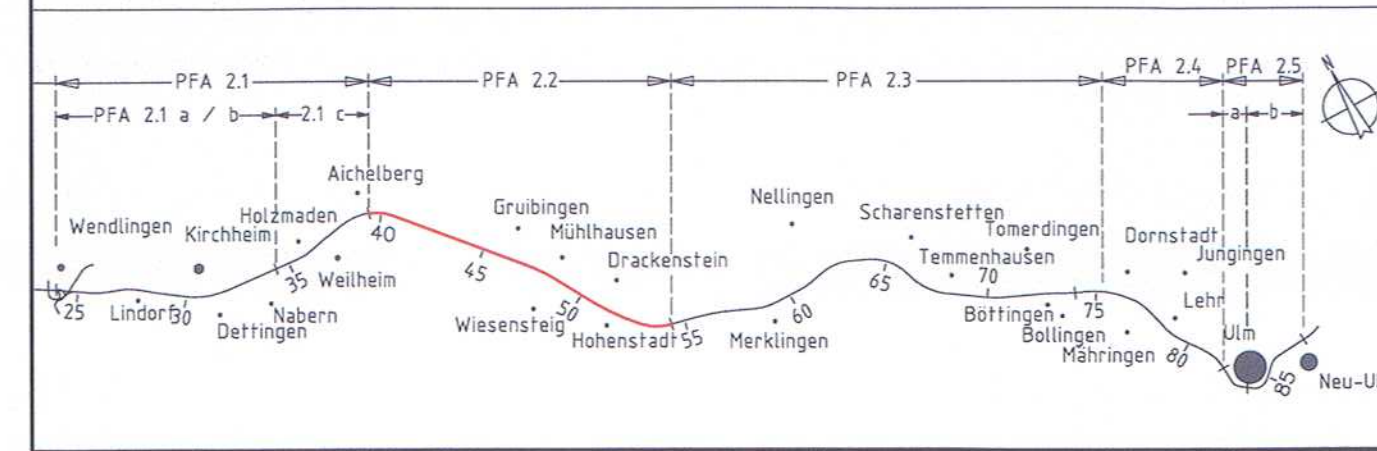 PFA 2.1
PFA 2.2
PFA 2.3
PFA 2.4
PFA 2.5
N
PFA 2.1 a / b
2.1 c
a
b
Aichelberg
Wendlingen
Holzmaden
Kirchheim
Gruibingen
Mühlhausen
Drackenstein
Nellingen
Scharenstetten
Tomerdingen
Temmenhausen
Dornstadt
Jungingen
25
Lindorf
30
Dettingen
Nabern
35
Weilheim
40
45
Wiesensteig
50
Hohenstadt
55
Merklingen
60
65
70
Böttingen
75
Bollingen
Mähringen
Lehr
80
Ulm
85